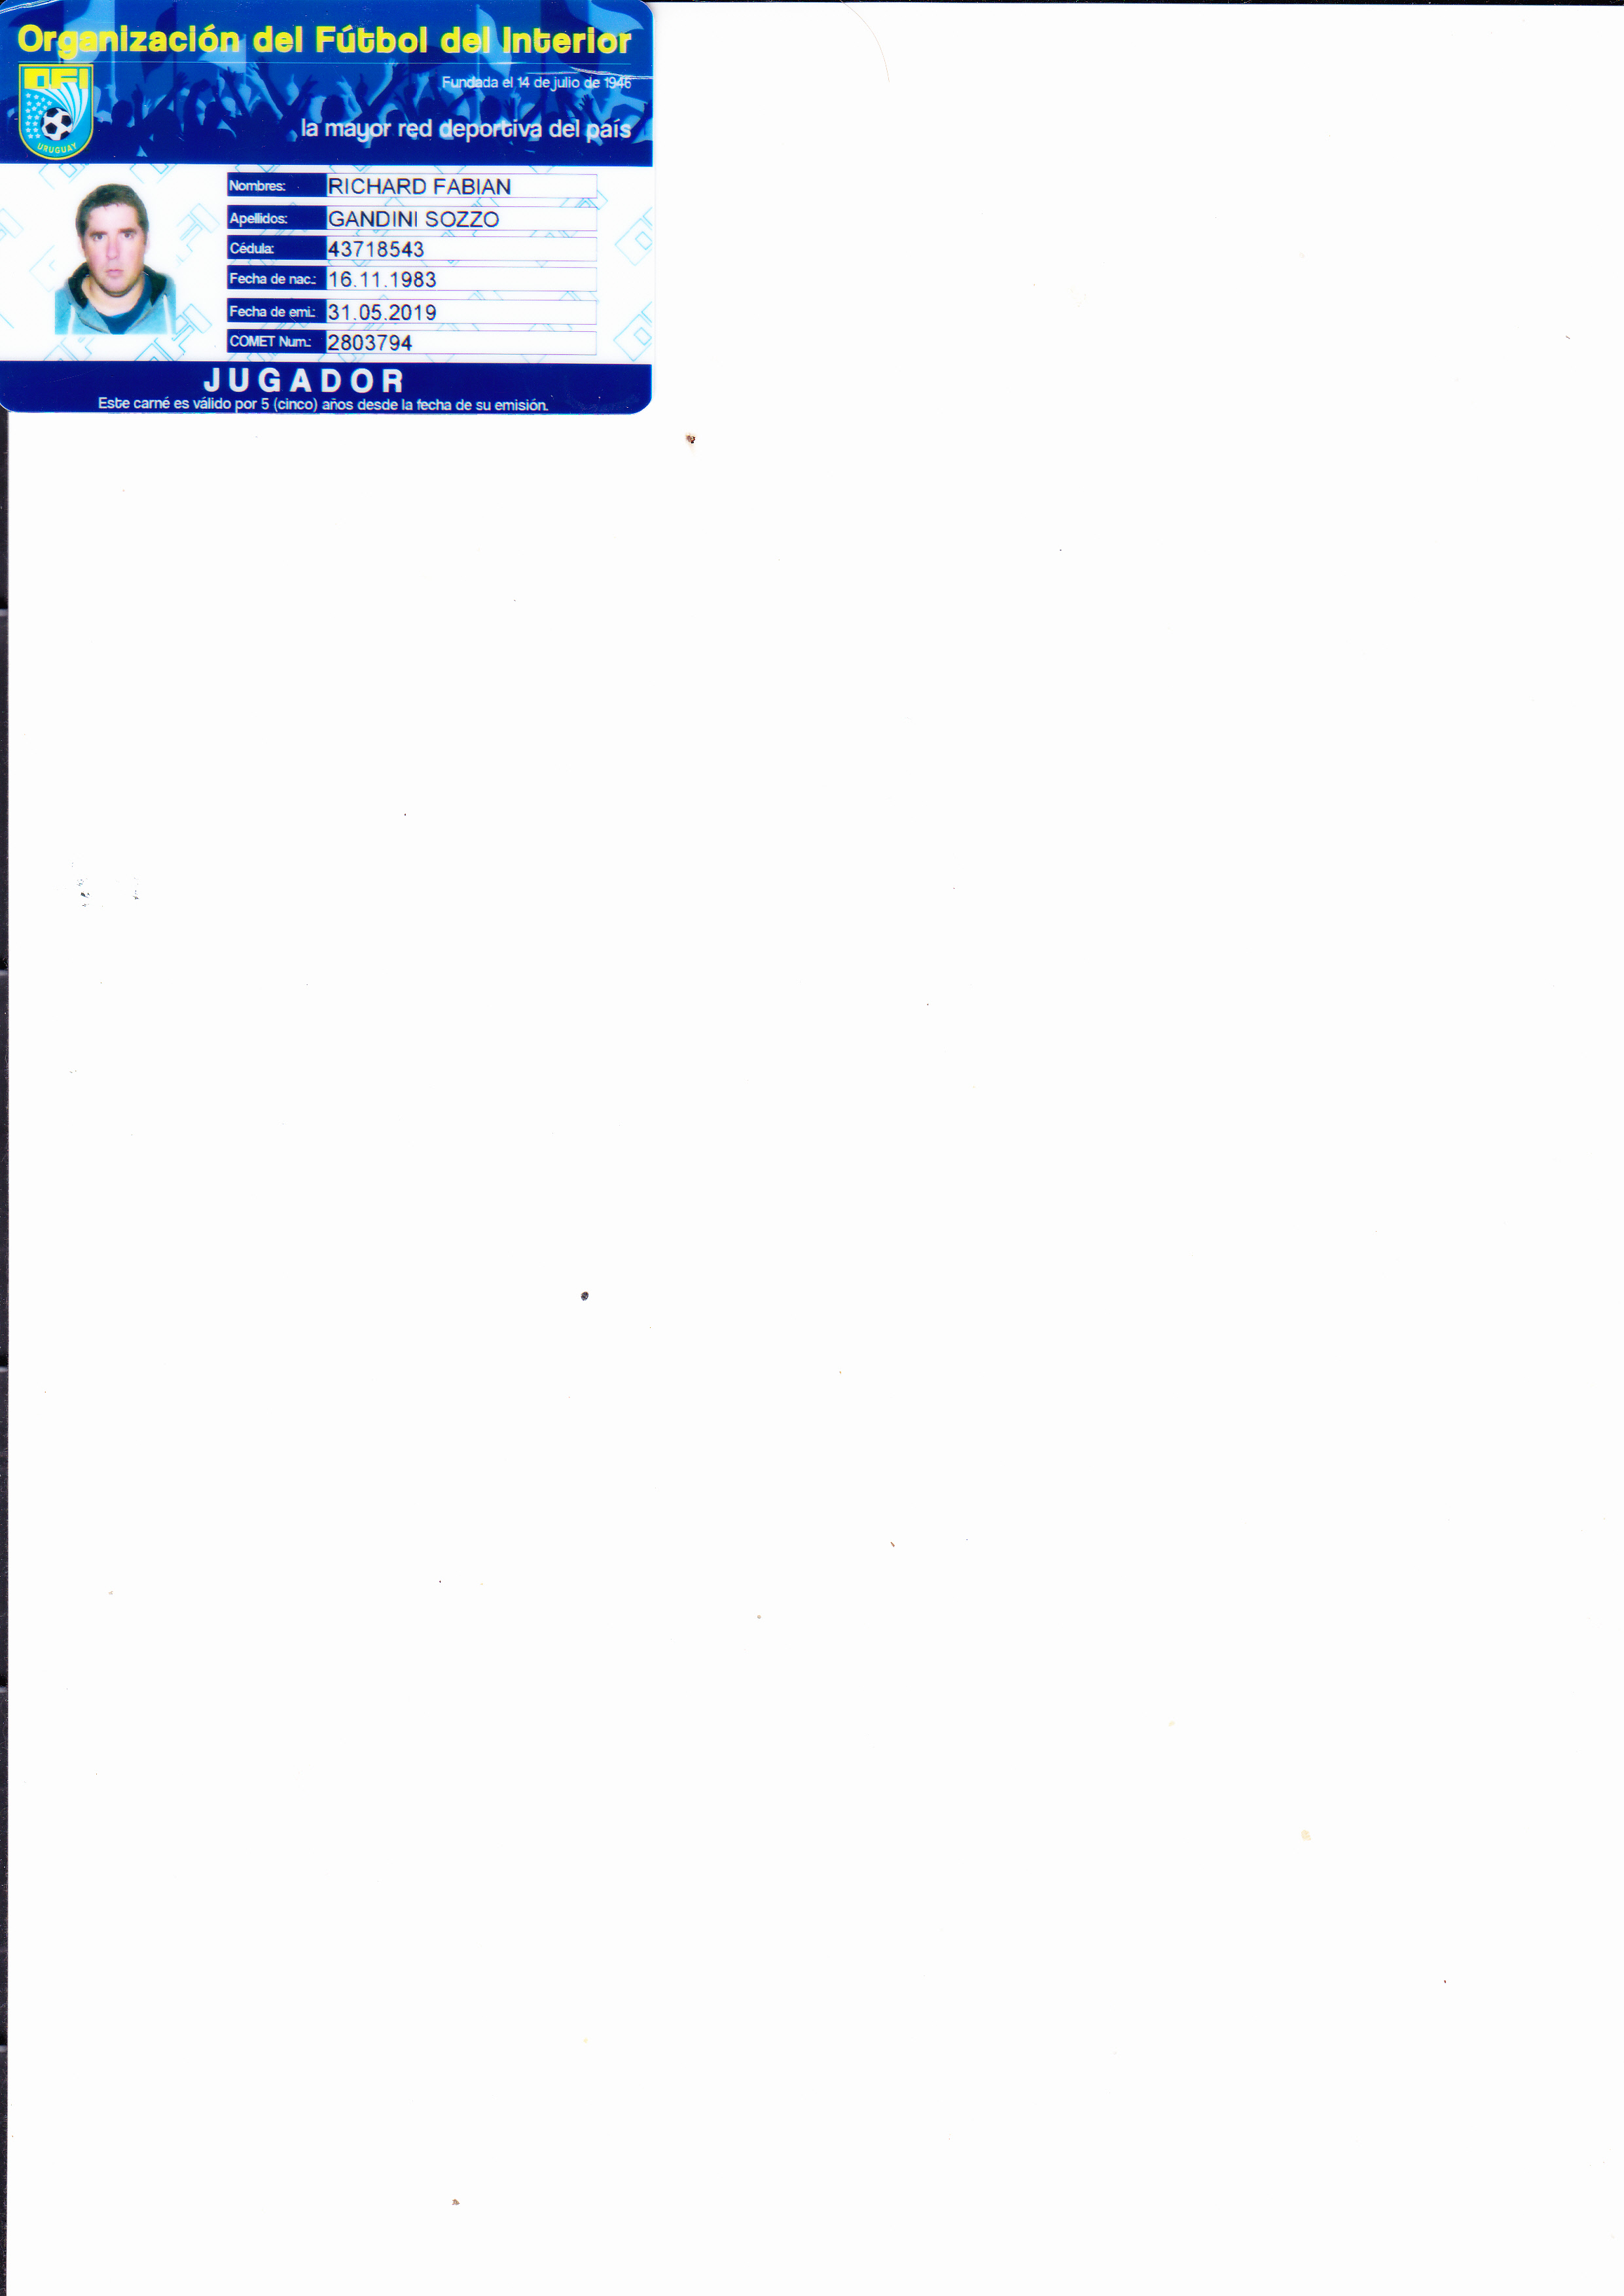 Organización del Fútbol del Interior
OFI
Fundada el 14 de julio de 1946
la mayor red deportiva del país
URUGUAY
Nombres: RICHARD FABIAN
Apellidos: GANDINI SOZZO
Cédula: 43718543
Fecha de nac.: 16.11.1983
Fecha de emi.: 31.05.2019
COMET Num.: 2803794
JUGADOR
Este carné es válido por 5 (cinco) años desde la fecha de su emisión.